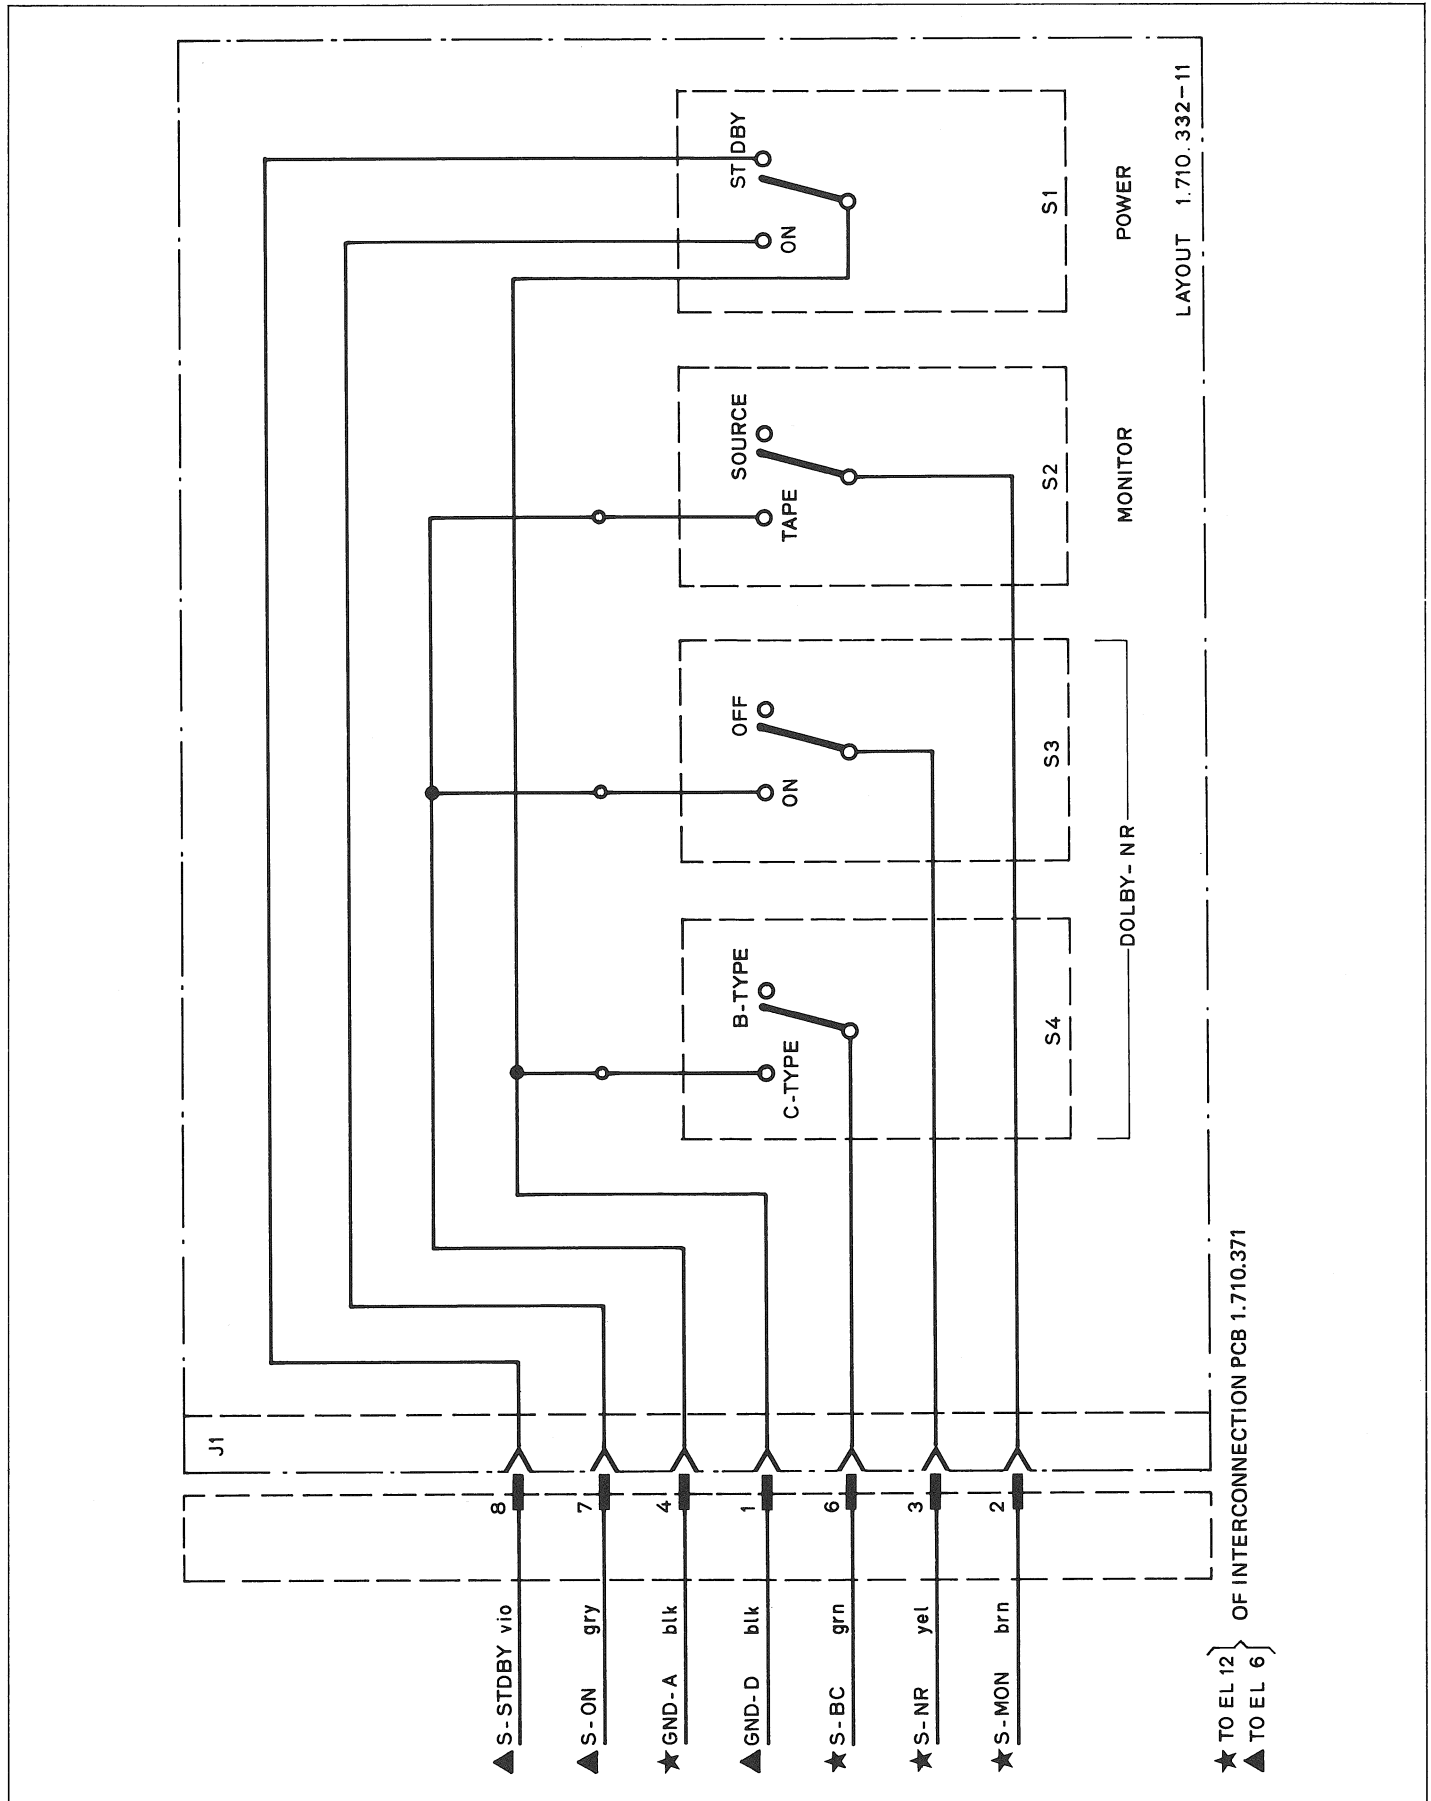 ▲ S-STDBY vio 8
▲ S-ON gry 7
★ GND-A blk 4
▲ GND-D blk 1
★ S-BC grn 6
★ S-NR yel 3
★ S-MON brn 2
J1
ST DBY
ON
S1
POWER
SOURCE
TAPE
S2
MONITOR
OFF
ON
S3
B-TYPE
C-TYPE
S4
DOLBY-NR
LAYOUT 1.710.332-11
★ TO EL 12
▲ TO EL 6
OF INTERCONNECTION PCB 1.710.371